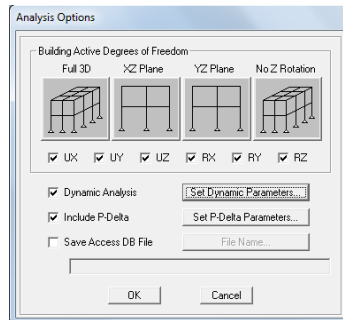 Analysis Options
Building Active Degrees of Freedom
Full 3D XZ Plane YZ Plane No Z Rotation
UX UY UZ RX RY RZ
Dynamic Analysis Set Dynamic Parameters...
Include P-Delta Set P-Delta Parameters...
Save Access DB File File Name...
OK Cancel